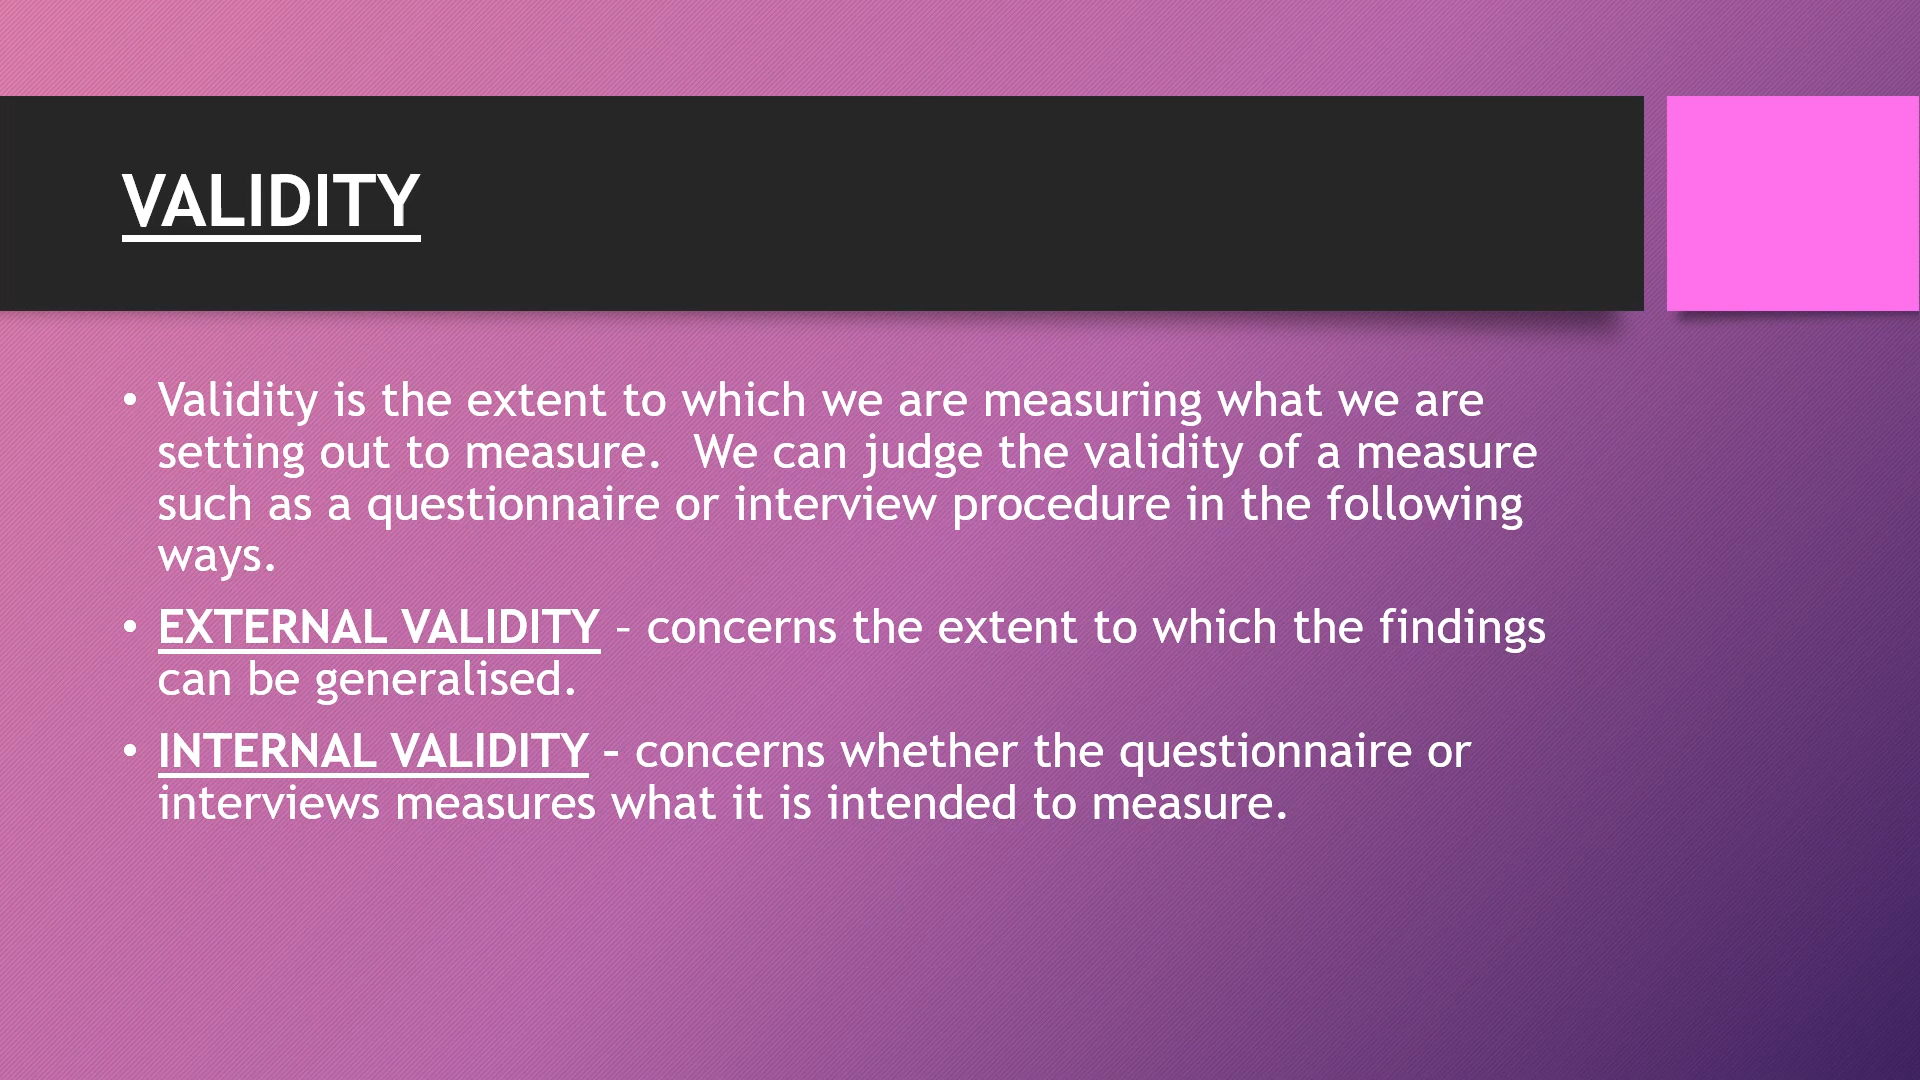 VALIDITY
• Validity is the extent to which we are measuring what we are
setting out to measure.  We can judge the validity of a measure
such as a questionnaire or interview procedure in the following
ways.
• EXTERNAL VALIDITY – concerns the extent to which the findings
can be generalised.
• INTERNAL VALIDITY – concerns whether the questionnaire or
interviews measures what it is intended to measure.